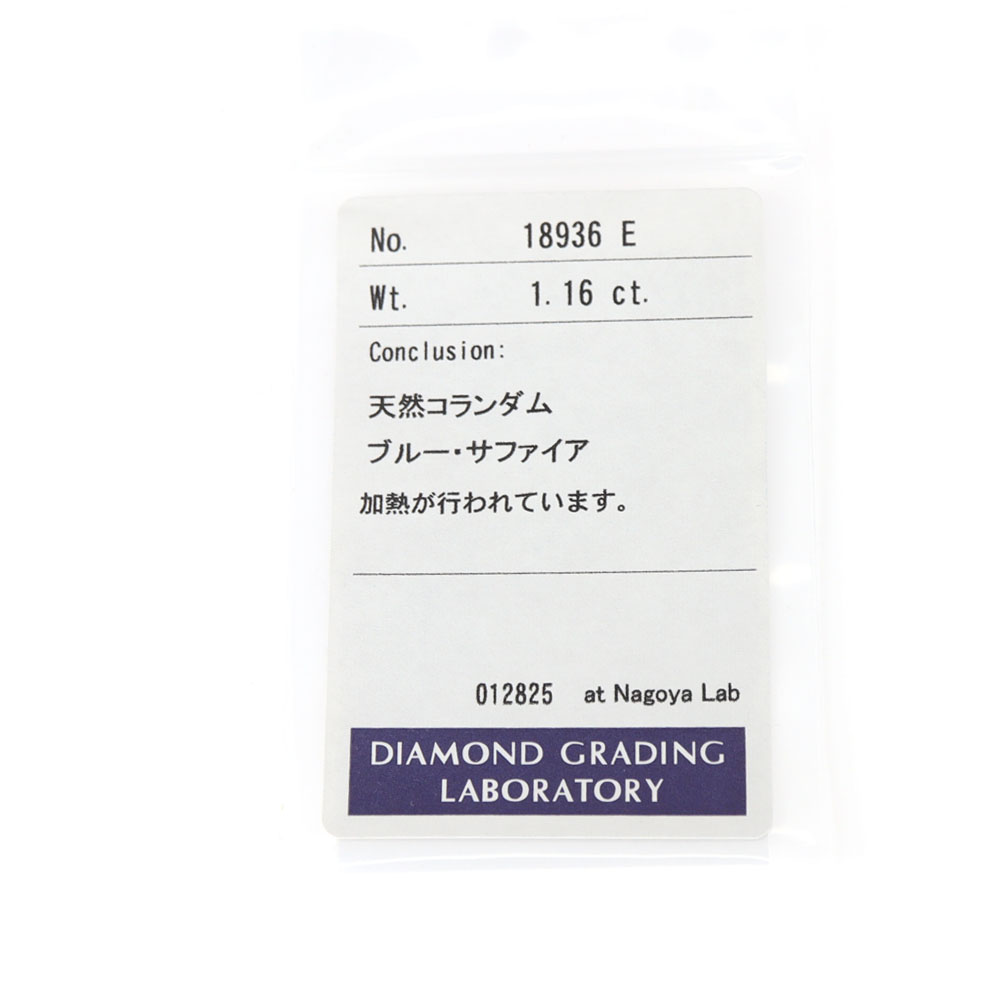 No. 18936 E
Wt. 1.16 ct.
Conclusion:
天然コランダム
ブルー・サファイア
加熱が行われています。
012825 at Nagoya Lab
DIAMOND GRADING
LABORATORY